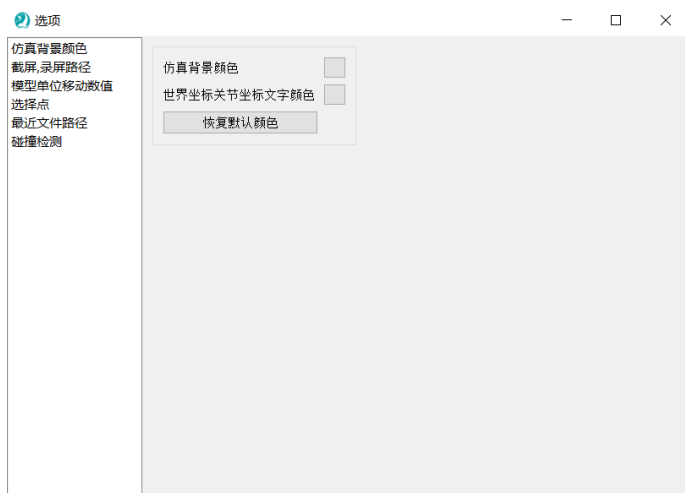 选项
仿真背景颜色
截屏,录屏路径
模型单位移动数值
选择点
最近文件路径
碰撞检测
仿真背景颜色
世界坐标关节坐标文字颜色
恢复默认颜色